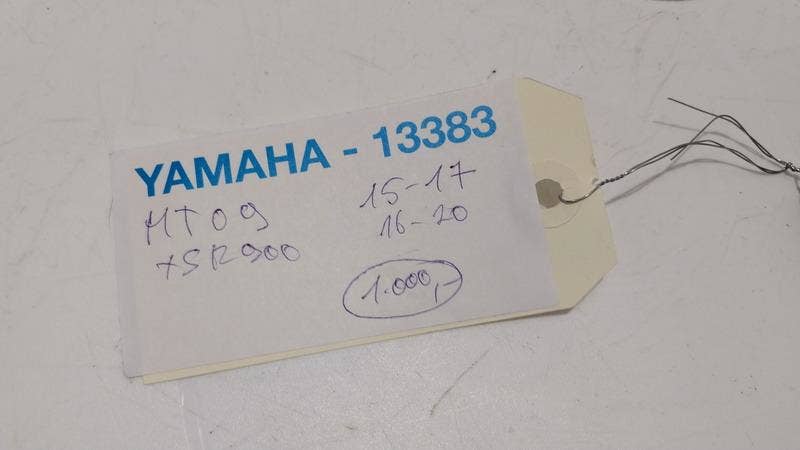 YAMAHA - 13383
MT09 15-17
XSR900 16-20
1.000,-